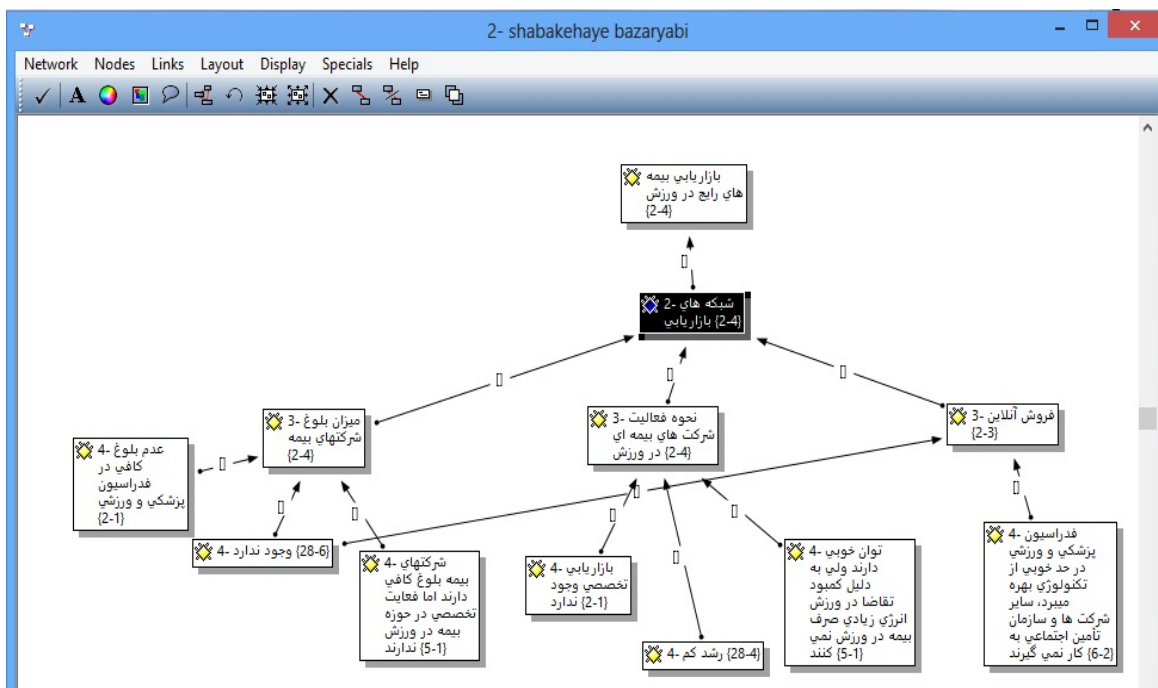 2- shabakehaye bazaryabi
Network Nodes Links Layout Display Specials Help
بازاريابي بيمه
هاي رايج در ورزش
{2-4}
2- شبكه هاي
بازاريابي {2-4}
3- ميزان بلوغ
شركتهاي بيمه
{2-4}
3- نحوه فعاليت
شركت هاي بيمه اي
در ورزش {2-4}
3- فروش آنلاين
{2-3}
4- عدم بلوغ
كافي در
فدراسيون
پزشكي و ورزشي
{2-1}
4- وجود ندارد {28-6}
4- شركتهاي
بيمه بلوغ كافي
دارند اما فعايت
تخصصي در حوزه
بيمه در ورزش
ندارند {5-1}
4- بازاريابي
تخصصي وجود
ندارد {2-1}
4- رشد كم {28-4}
4- توان خوبي
دارند ولي به
دليل كمبود
تقاضا در ورزش
انرژي زيادي صرف
بيمه در ورزش نمي
كنند {5-1}
4- فدراسيون
پزشكي و ورزشي
در حد خوبي از
تكنولوژي بهره
ميبرد، ساير
شركت ها و سازمان
تأمين اجتماعي به
كار نمي گيرند {6-2}